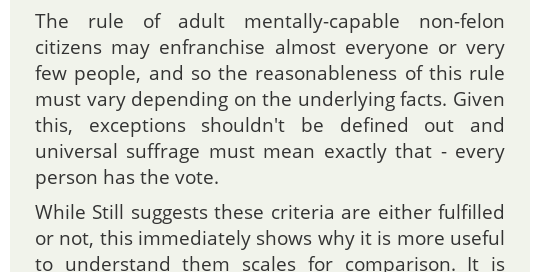 The rule of adult mentally-capable non-felon
citizens may enfranchise almost everyone or very
few people, and so the reasonableness of this rule
must vary depending on the underlying facts. Given
this, exceptions shouldn't be defined out and
universal suffrage must mean exactly that - every
person has the vote.
While Still suggests these criteria are either fulfilled
or not, this immediately shows why it is more useful
to understand them scales for comparison. It is